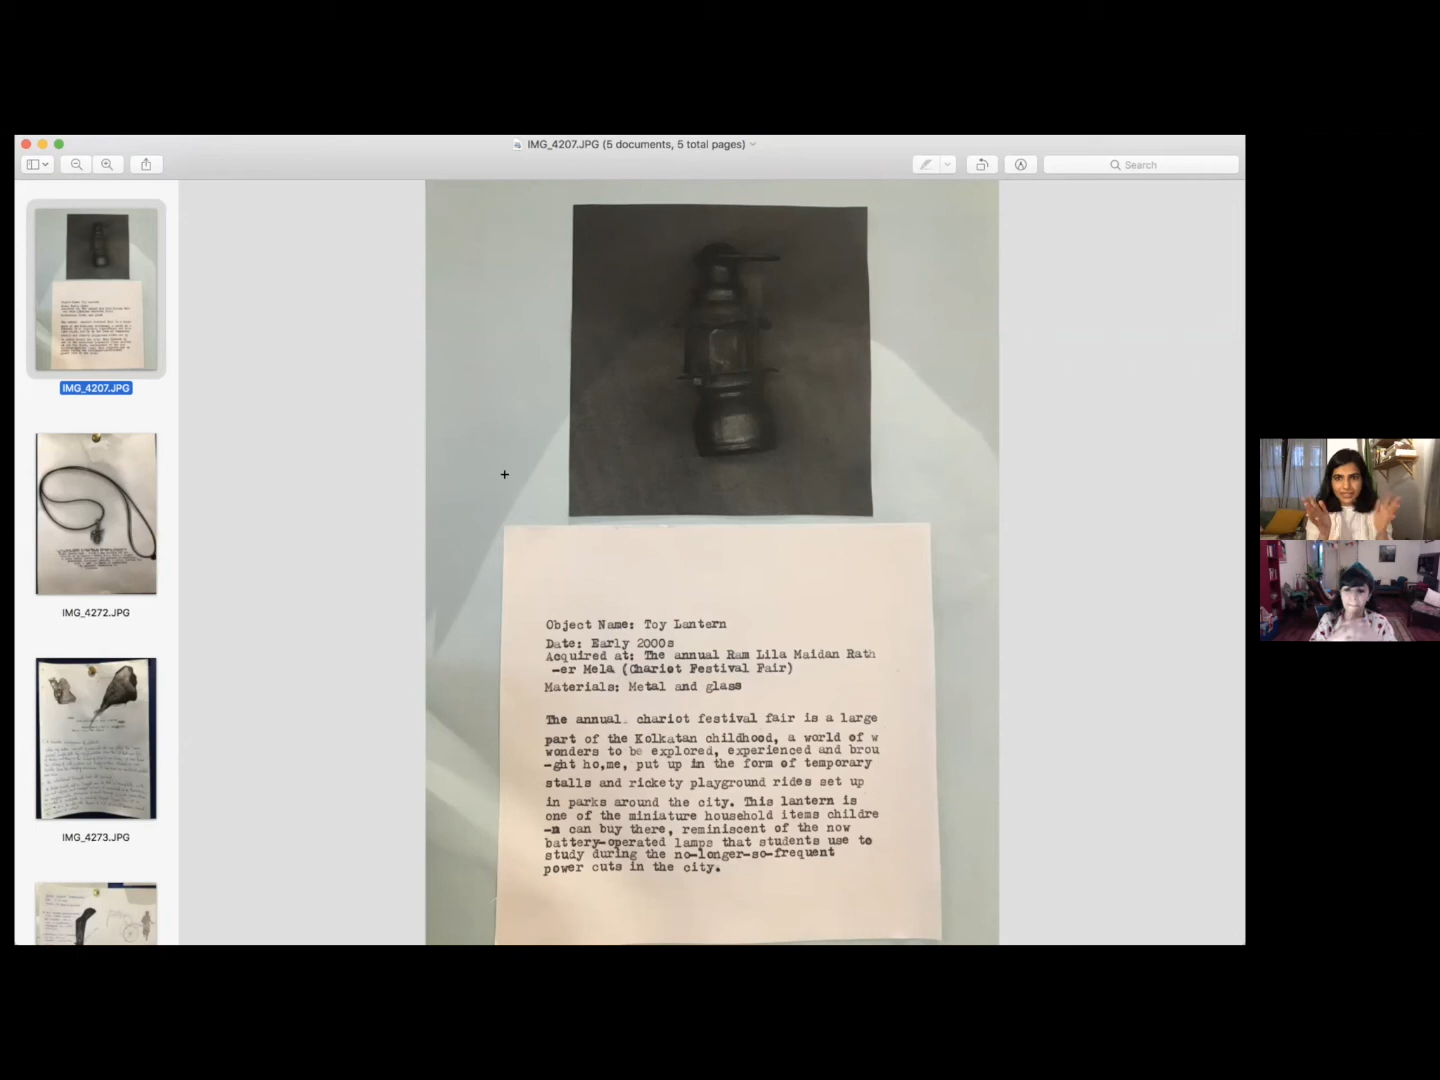 IMG_4207.JPG (5 documents, 5 total pages)
Search
IMG_4207.JPG
IMG_4272.JPG
IMG_4273.JPG
Object Name: Toy Lantern
Date: Early 2000s
Acquired at: The annual Ram Lila Maidan Rath
-er Mela (Chariot Festival Fair)
Materials: Metal and glass
The annual chariot festival fair is a large
part of the Kolkatan childhood, a world of w
wonders to be explored, experienced and brou
-ght ho,me, put up in the form of temporary
stalls and rickety playground rides set up
in parks around the city. This lantern is
one of the miniature household items childre
-n can buy there, reminiscent of the now
battery-operated lamps that students use to
study during the no-longer-so-frequent
power cuts in the city.